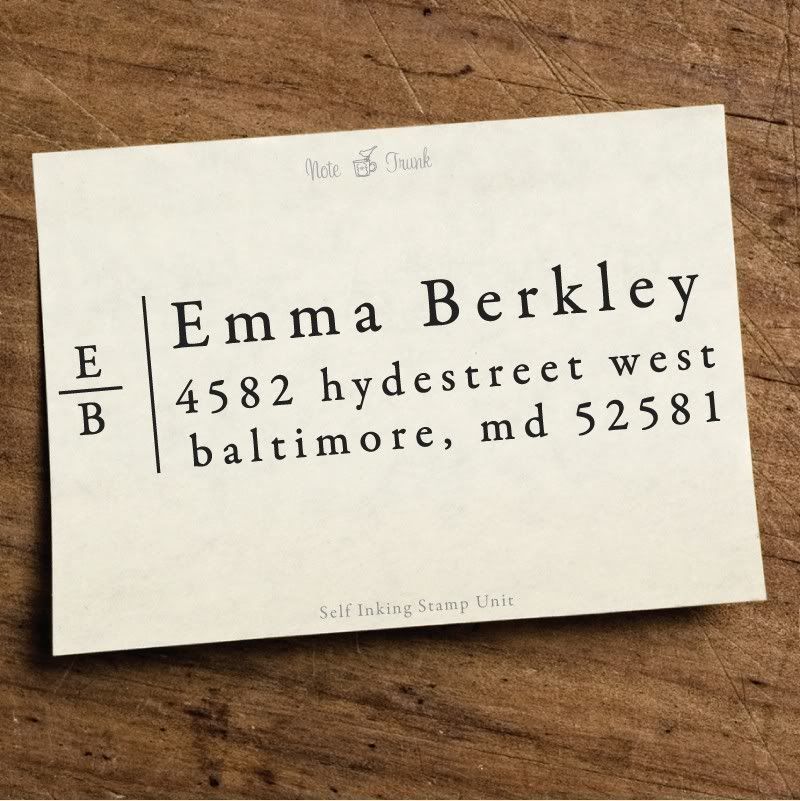 Note Trunk
E
B
Emma Berkley
4582 hydestreet west
baltimore, md 52581
Self Inking Stamp Unit